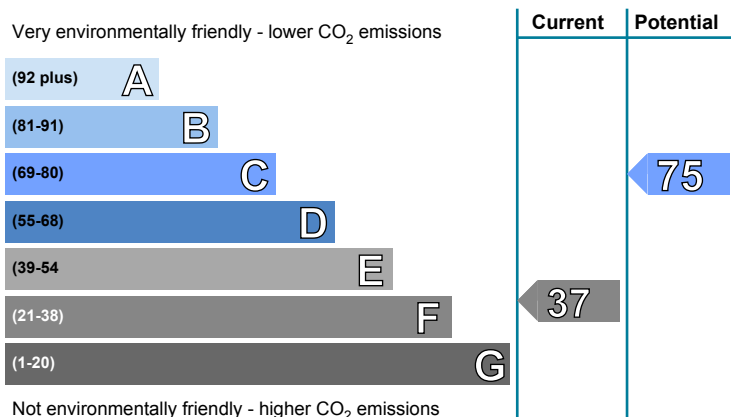 Very environmentally friendly - lower CO2 emissions
Current
Potential
(92 plus) A
(81-91) B
(69-80) C
75
(55-68) D
(39-54 E
37
(21-38) F
(1-20) G
Not environmentally friendly - higher CO2 emissions